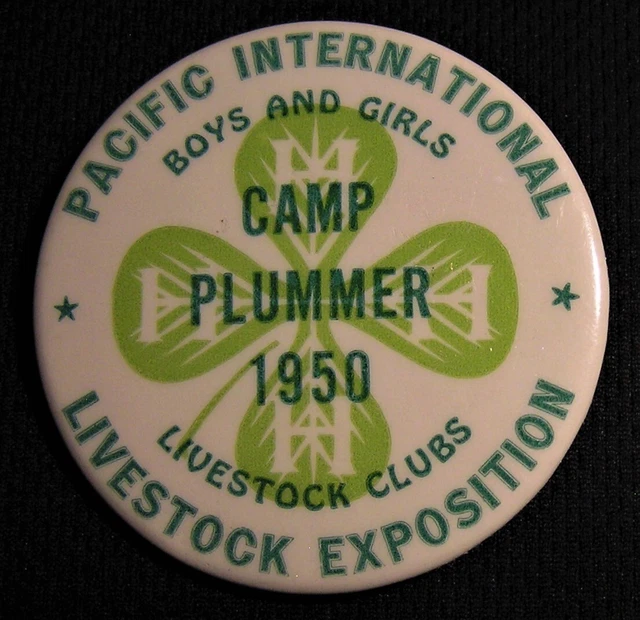 PACIFIC INTERNATIONAL
BOYS AND GIRLS
H
CAMP
H H
PLUMMER
1950
H
LIVESTOCK CLUBS
★ ★
LIVESTOCK EXPOSITION